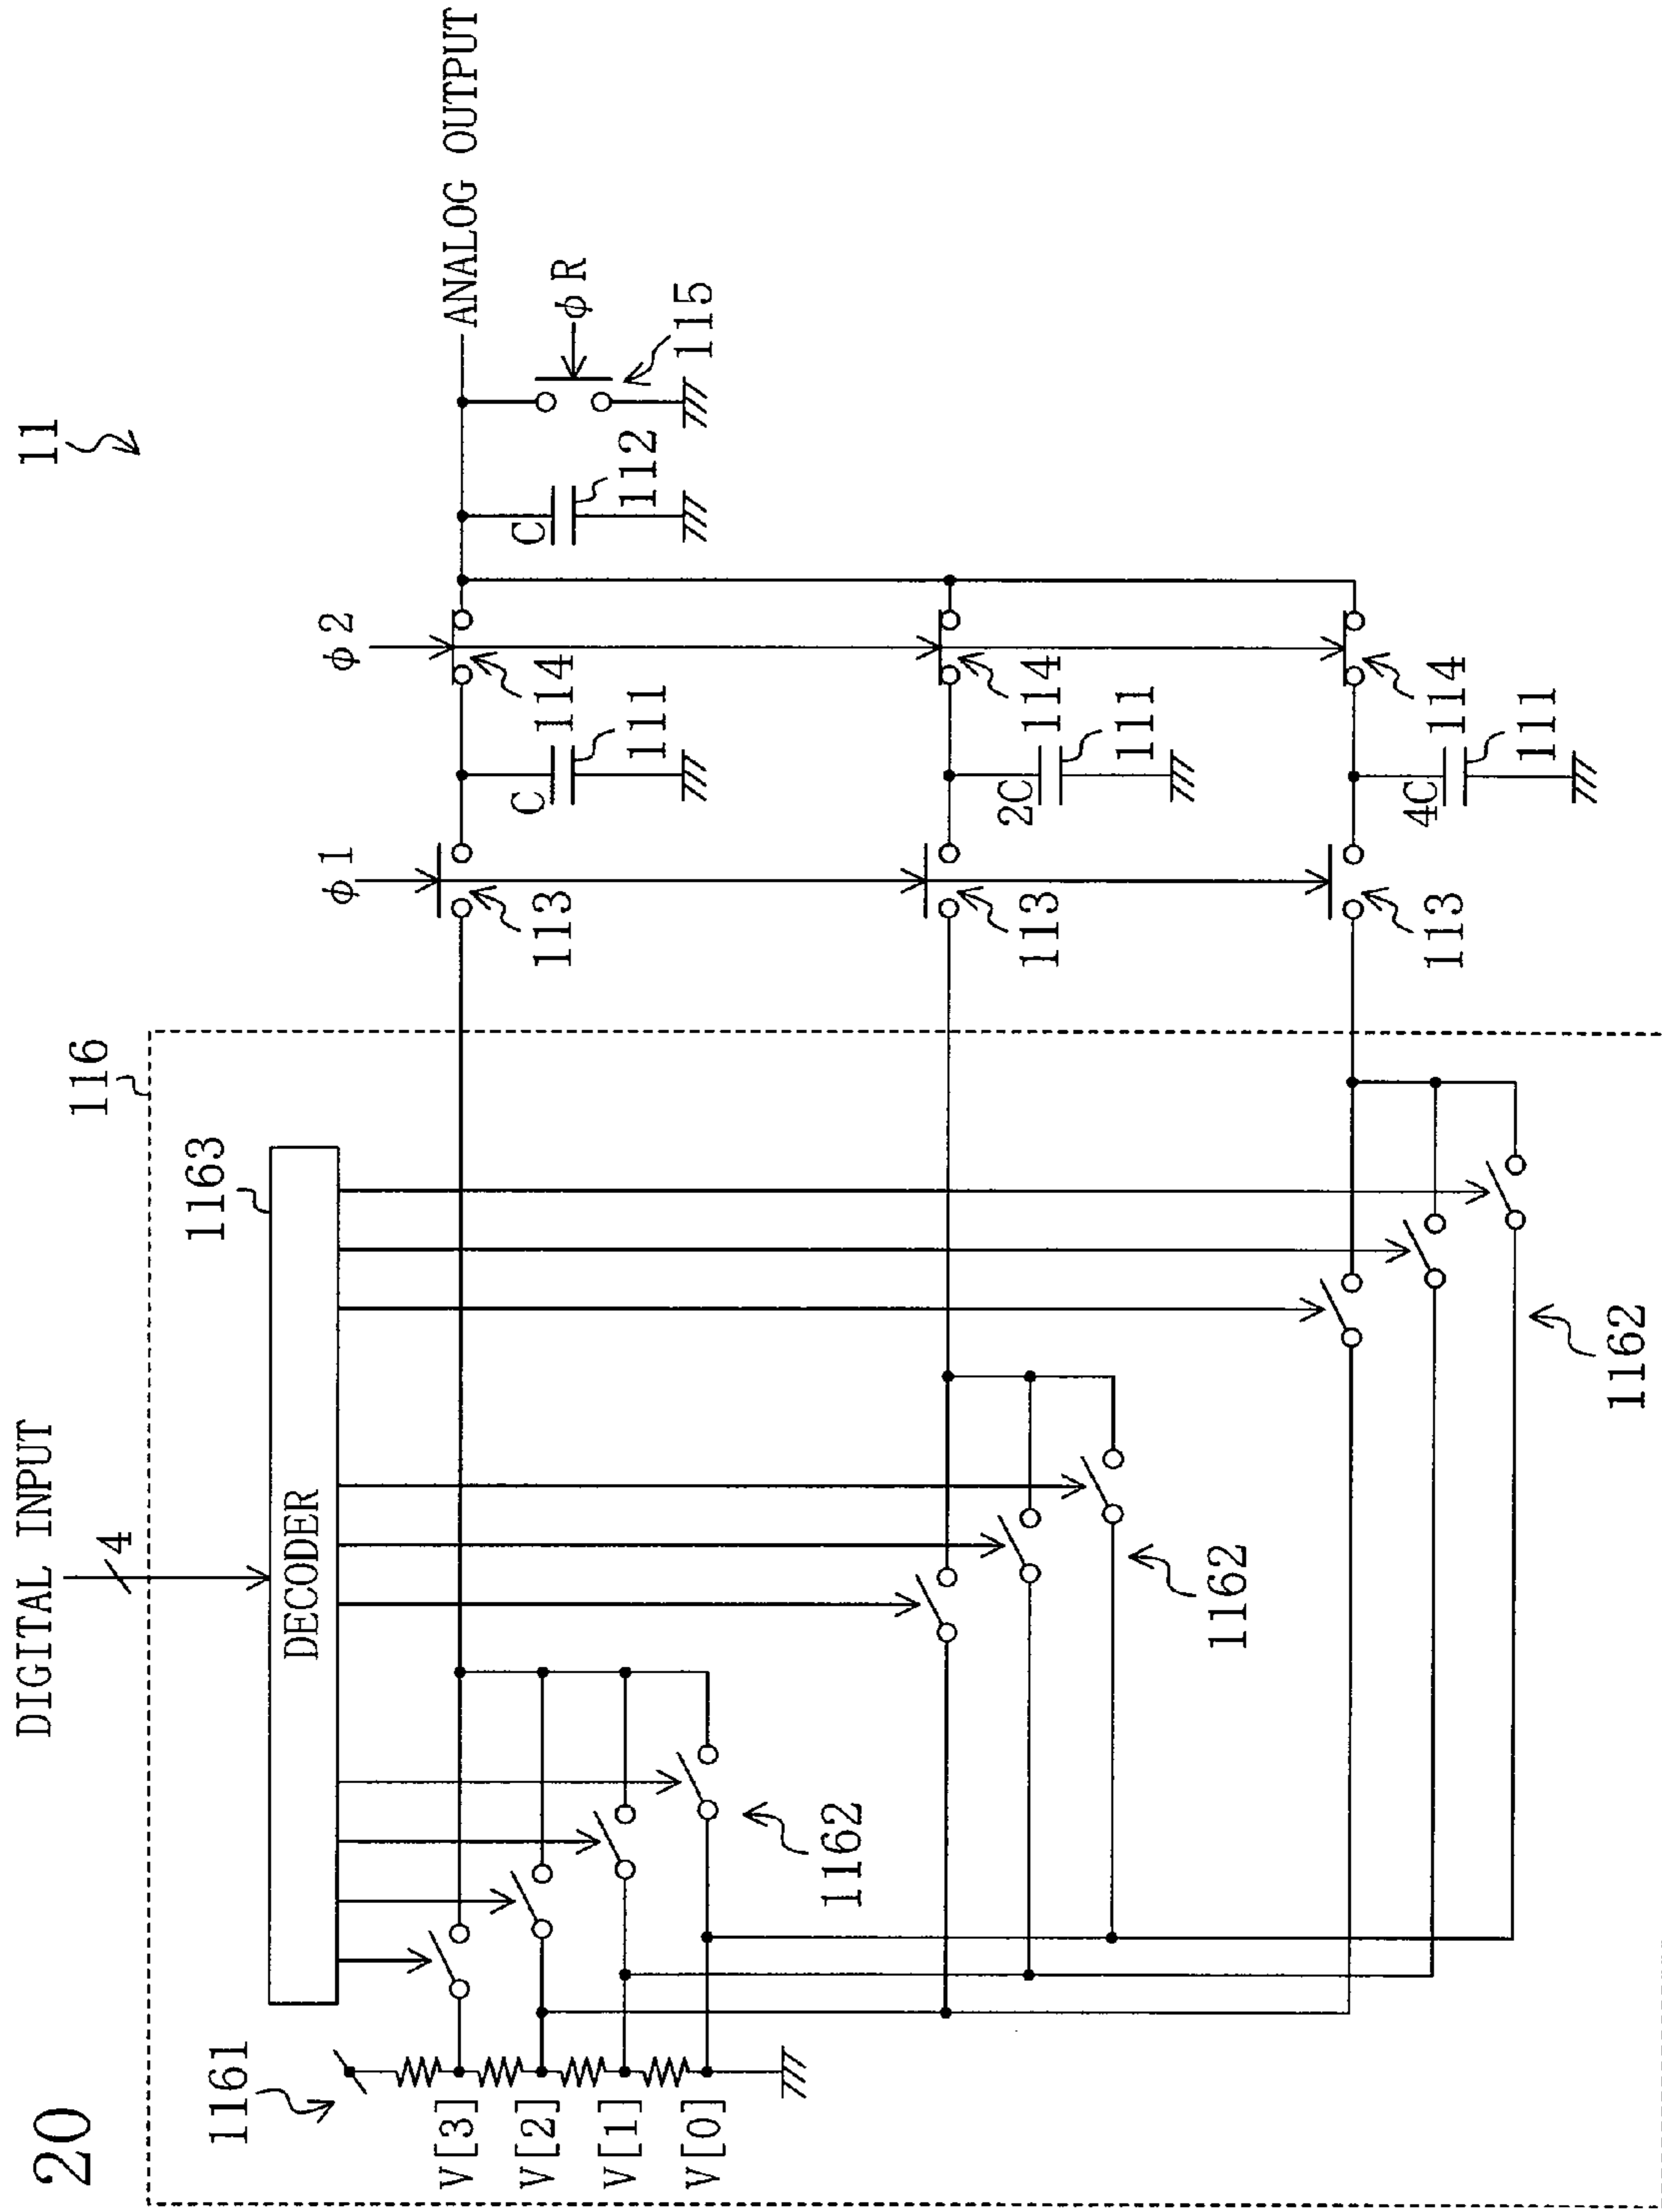 20
11
DIGITAL INPUT
4
116
1163
DECODER
1161
V[3]
V[2]
V[1]
V[0]
1162
1162
1162
φ1
113
113
113
C
111
2C
111
4C
111
φ2
114
114
114
C
112
φR
115
ANALOG OUTPUT